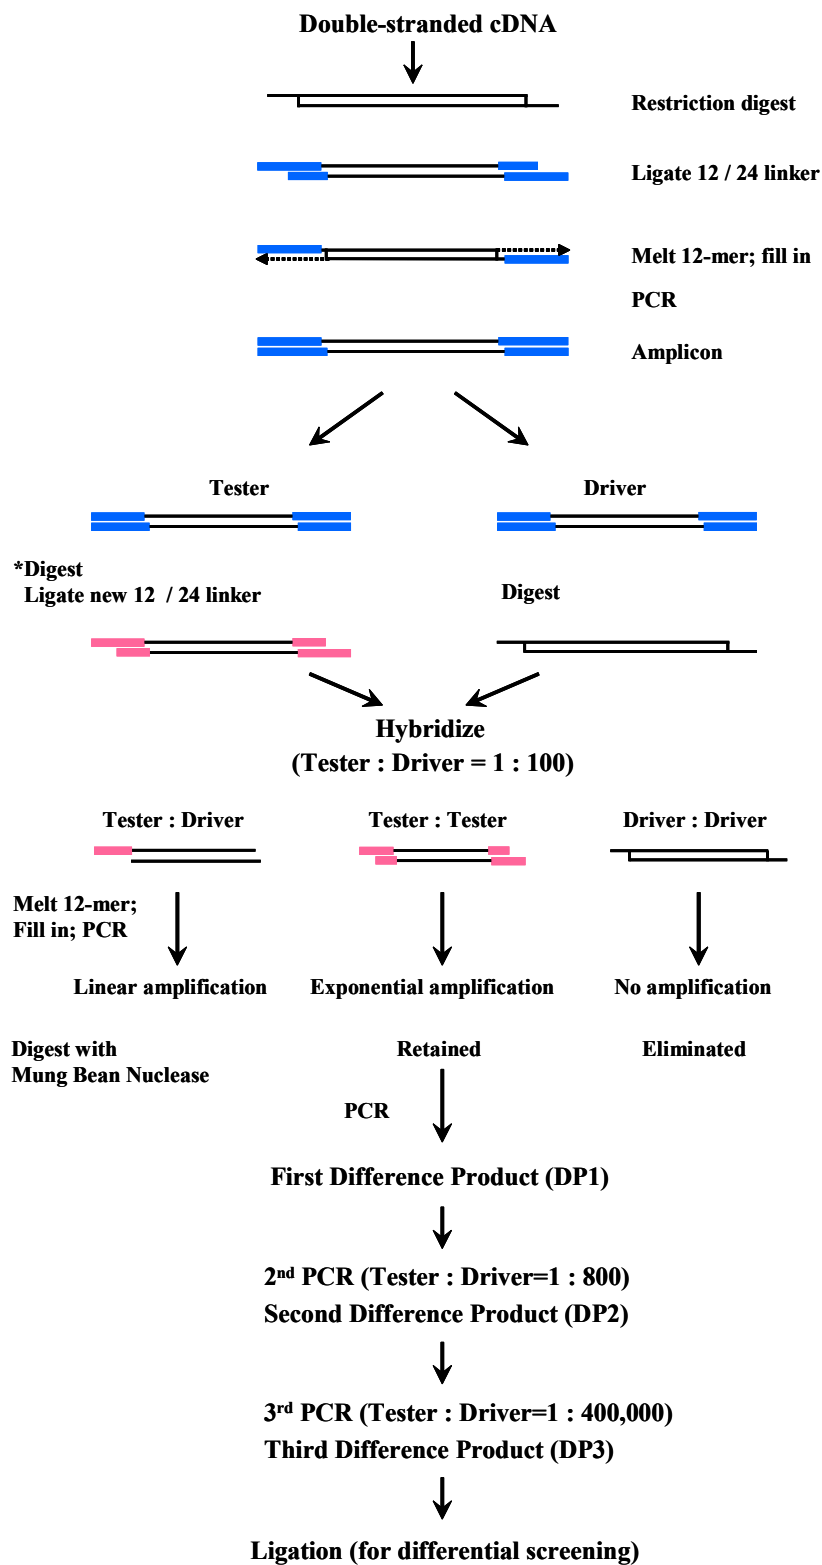 Double-stranded cDNA
Restriction digest
Ligate 12 / 24 linker
Melt 12-mer; fill in
PCR
Amplicon
Tester
Driver
*Digest
Ligate new 12 / 24 linker
Digest
Hybridize
(Tester : Driver = 1 : 100)
Tester : Driver
Tester : Tester
Driver : Driver
Melt 12-mer;
Fill in; PCR
Linear amplification
Exponential amplification
No amplification
Digest with
Mung Bean Nuclease
Retained
Eliminated
PCR
First Difference Product (DP1)
2nd PCR (Tester : Driver=1 : 800)
Second Difference Product (DP2)
3rd PCR (Tester : Driver=1 : 400,000)
Third Difference Product (DP3)
Ligation (for differential screening)